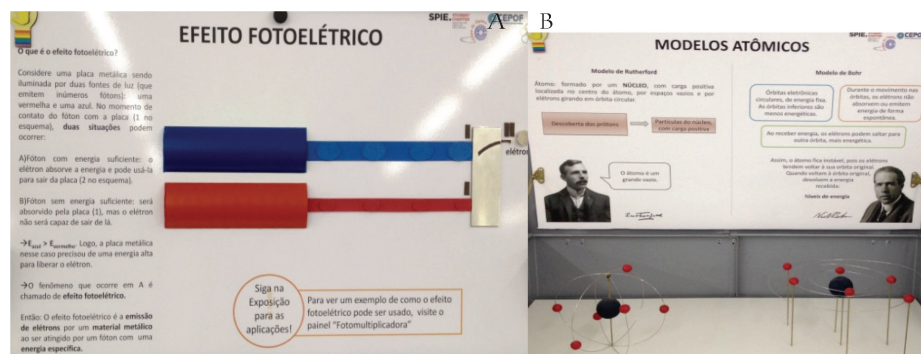 A
B
SPIE.
CEPOF
EFEITO FOTOELÉTRICO
O que é o efeito fotoelétrico?
Considere uma placa metálica sendo
iluminada por duas fontes de luz (que
emitem inúmeros fótons): uma
vermelha e uma azul. No momento de
contato do fóton com a placa (1 no
esquema), duas situações podem
ocorrer:
A)Fóton com energia suficiente: o
elétron absorve a energia e pode usá-la
para sair da placa (2 no esquema).
B)Fóton sem energia suficiente: será
absorvido pela placa (1), mas o elétron
não será capaz de sair de lá.
→Eazul > Evermelho. Logo, a placa metálica
nesse caso precisou de uma energia alta
para liberar o elétron.
→O fenômeno que ocorre em A é
chamado de efeito fotoelétrico.
Então: O efeito fotoelétrico é a emissão
de elétrons por um material metálico
ao ser atingido por um fóton com uma
energia específica.
elétron
Siga na
Exposição
para as
aplicações!
Para ver um exemplo de como o efeito
fotoelétrico pode ser usado, visite o
painel "Fotomultiplicadora"
SPIE.
CEPOF
MODELOS ATÔMICOS
Modelo de Rutherford
Átomo: formado por um NÚCLEO, com carga positiva
localizada no centro do átomo, por espaços vazios e por
elétrons girando em órbita circular.
Descoberta dos prótons
Partículas do núcleo,
com carga positiva
O átomo é um
grande vazio.
Modelo de Bohr
Órbitas eletrônicas
circulares, de energia fixa.
As órbitas inferiores são
menos energéticas.
Durante o movimento nas
órbitas, os elétrons não
absorvem ou emitem
energia de forma
espontânea.
Ao receber energia, os elétrons podem saltar para
outra órbita, mais energética.
Assim, o átomo fica instável, pois os elétrons
tendem voltar à sua órbita original.
Quando voltam à órbita original,
devolvem a energia
recebida:
Níveis de energia